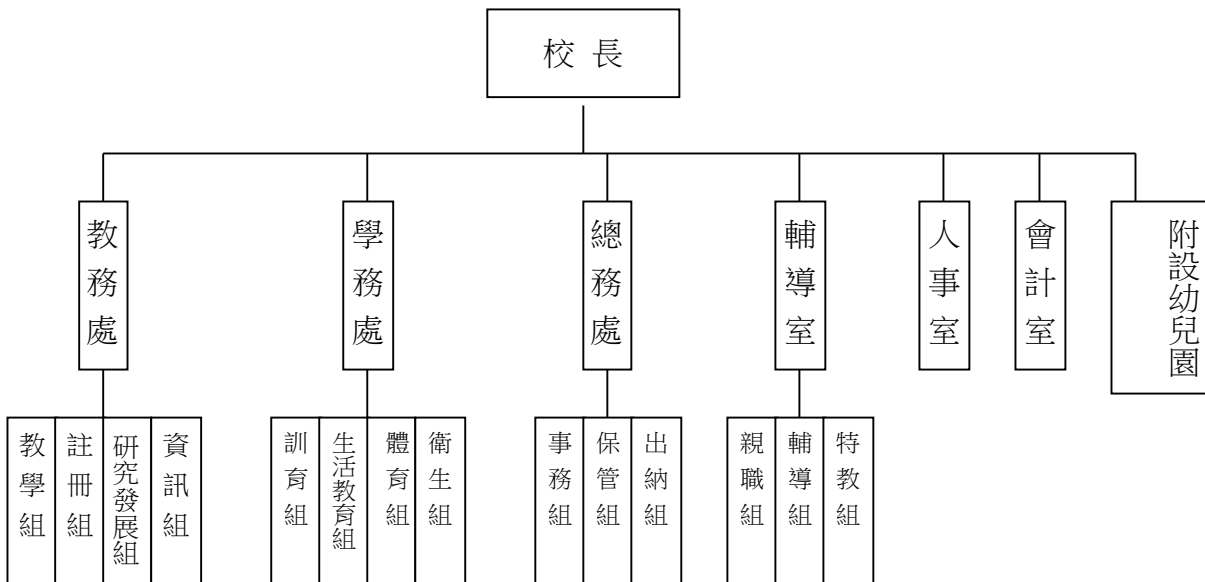 校 長
教務處
學務處
總務處
輔導室
人事室
會計室
附設幼兒園
教學組
註冊組
研究發展組
資訊組
訓育組
生活教育組
體育組
衛生組
事務組
保管組
出納組
親職組
輔導組
特教組